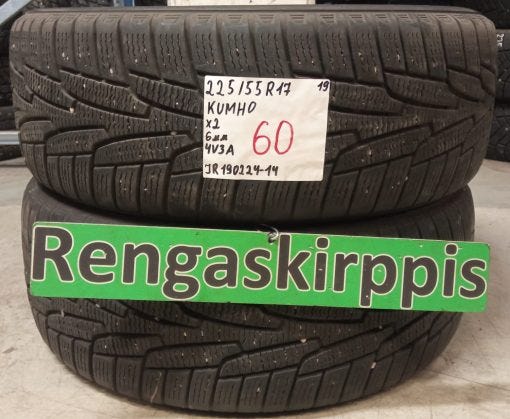 225/55R17 19
KUMHO
x2
6mm
4V3A 60
JR190224-14
Rengaskirppis